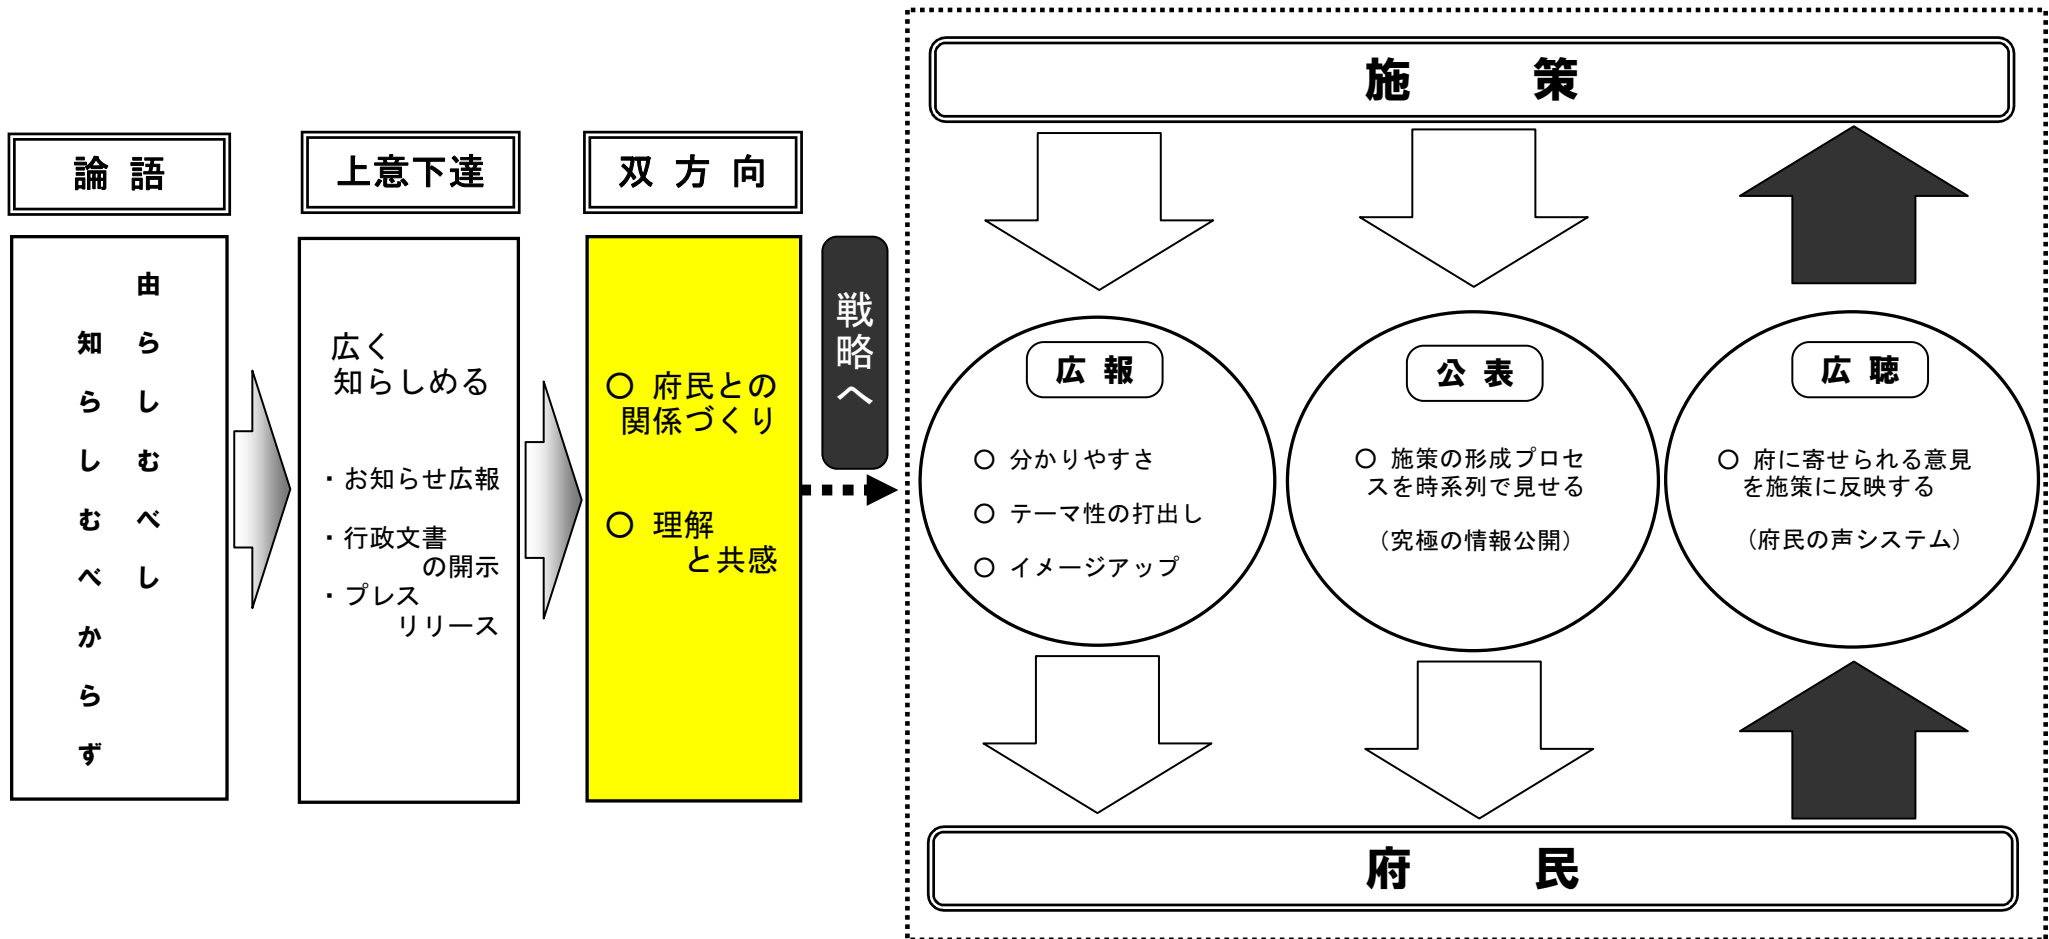 論 語
由らしむべし
知らしむべからず
上意下達
広く
知らしめる
・お知らせ広報
・行政文書
の開示
・プレス
リリース
双 方 向
○ 府民との
関係づくり
○ 理解
と共感
戦略へ
施 策
広 報
○ 分かりやすさ
○ テーマ性の打出し
○ イメージアップ
公 表
○ 施策の形成プロセ
スを時系列で見せる
(究極の情報公開)
広 聴
○ 府に寄せられる意見
を施策に反映する
(府民の声システム)
府 民